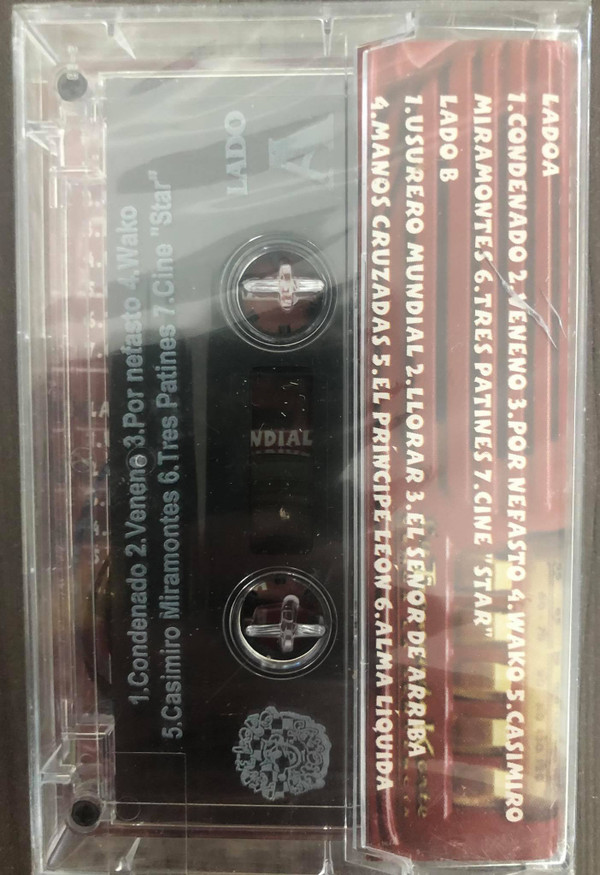 LADOA
1.CONDENADO 2.VENENO 3.POR NEFASTO 4.WAKO 5.CASIMIRO
MIRAMONTES 6.TRES PATINES 7.CINE "STAR"
LADO B
1.USURERO MUNDIAL 2.LLORAR 3.EL SEÑOR DE ARRIBA
4.MANOS CRUZADAS 5.EL PRÍNCIPE LEÓN 6.ALMA LÍQUIDA
LADO
A
NDIAL
1.Condenado 2.Veneno 3.Por nefasto 4.Wako
5.Casimiro Miramontes 6.Tres Patines 7.Cine "Star"